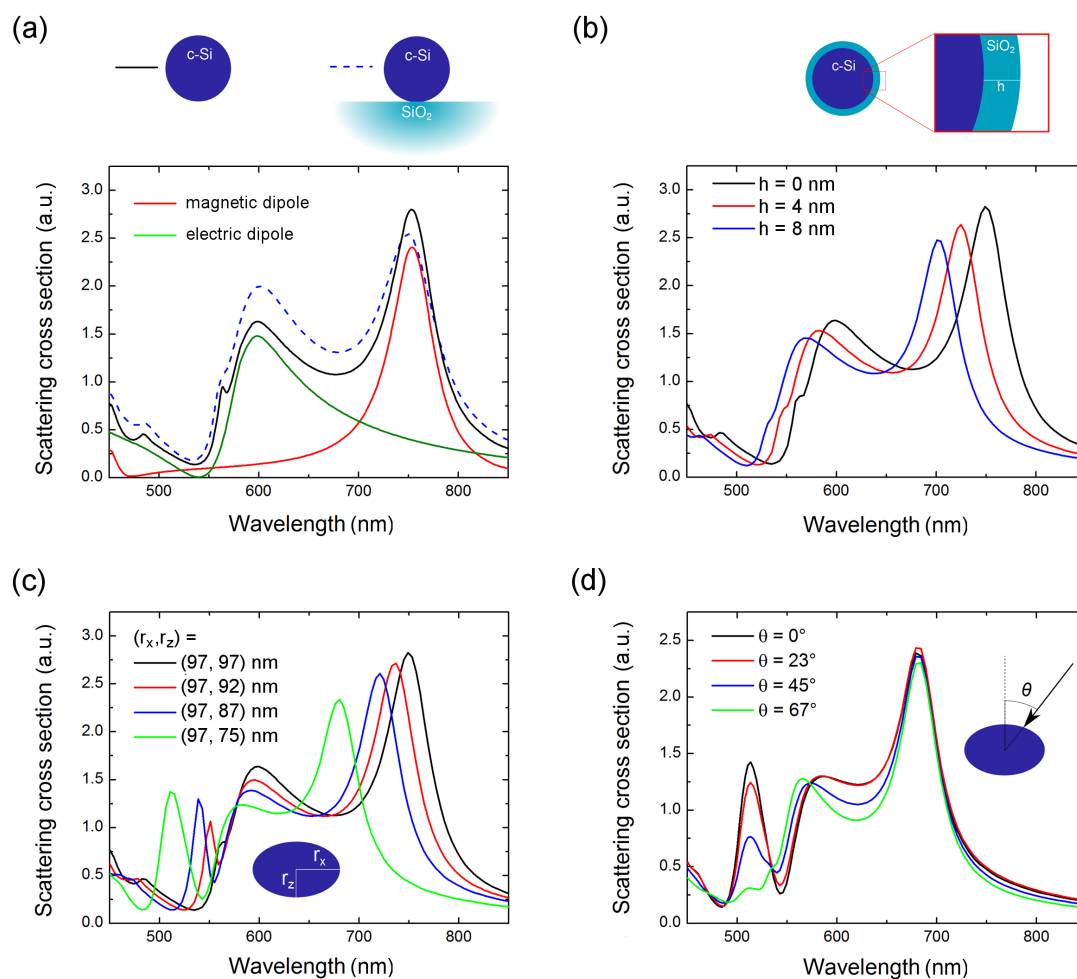 (a)
c-Si
c-Si
SiO₂
3.0
2.5
2.0
1.5
1.0
0.5
0.0
Scattering cross section (a.u.)
magnetic dipole
electric dipole
500 600 700 800
Wavelength (nm)
(b)
c-Si
SiO₂
h
3.0
2.5
2.0
1.5
1.0
0.5
0.0
Scattering cross section (a.u.)
h = 0 nm
h = 4 nm
h = 8 nm
500 600 700 800
Wavelength (nm)
(c)
3.0
2.5
2.0
1.5
1.0
0.5
0.0
Scattering cross section (a.u.)
(rₓ,r_z) =
(97, 97) nm
(97, 92) nm
(97, 87) nm
(97, 75) nm
rₓ
r_z
500 600 700 800
Wavelength (nm)
(d)
2.5
2.0
1.5
1.0
0.5
0.0
Scattering cross section (a.u.)
θ = 0°
θ = 23°
θ = 45°
θ = 67°
θ
500 600 700 800
Wavelength (nm)